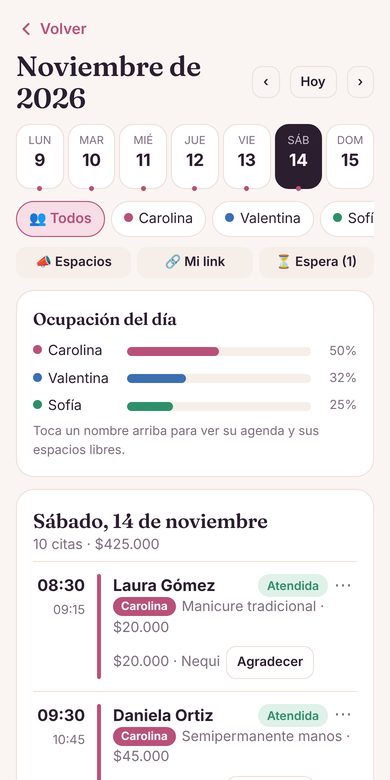 Volver
Noviembre de
2026
‹ Hoy ›
LUN MAR MIÉ JUE VIE SÁB DOM
9 10 11 12 13 14 15
👥 Todos Carolina Valentina Sofí
📣 Espacios 🔗 Mi link ⏳ Espera (1)
Ocupación del día
Carolina 50%
Valentina 32%
Sofía 25%
Toca un nombre arriba para ver su agenda y sus
espacios libres.
Sábado, 14 de noviembre
10 citas · $425.000
08:30 Laura Gómez Atendida ···
09:15 Carolina Manicure tradicional ·
$20.000
$20.000 · Nequi Agradecer
09:30 Daniela Ortiz Atendida ···
10:45 Carolina Semipermanente manos ·
$45.000